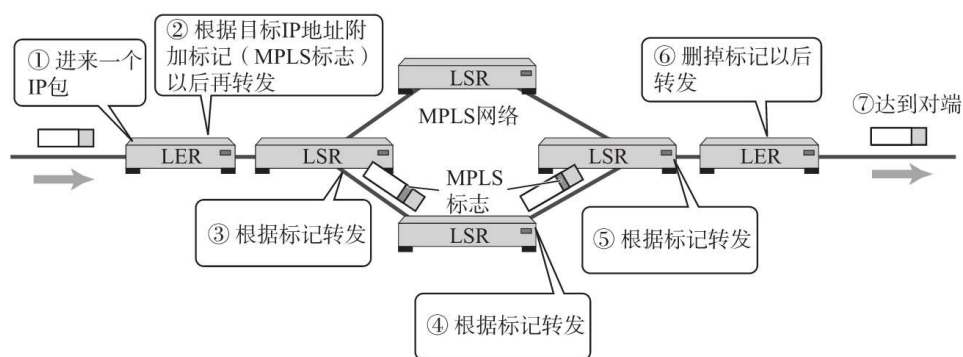 ① 进来一个
IP包
② 根据目标IP地址附
加标记（MPLS标志）
以后再转发
LSR
MPLS网络
⑥ 删掉标记以后
转发
⑦达到对端
LER
LSR
LSR
LER
MPLS
标志
③ 根据标记转发
LSR
⑤ 根据标记转发
④ 根据标记转发